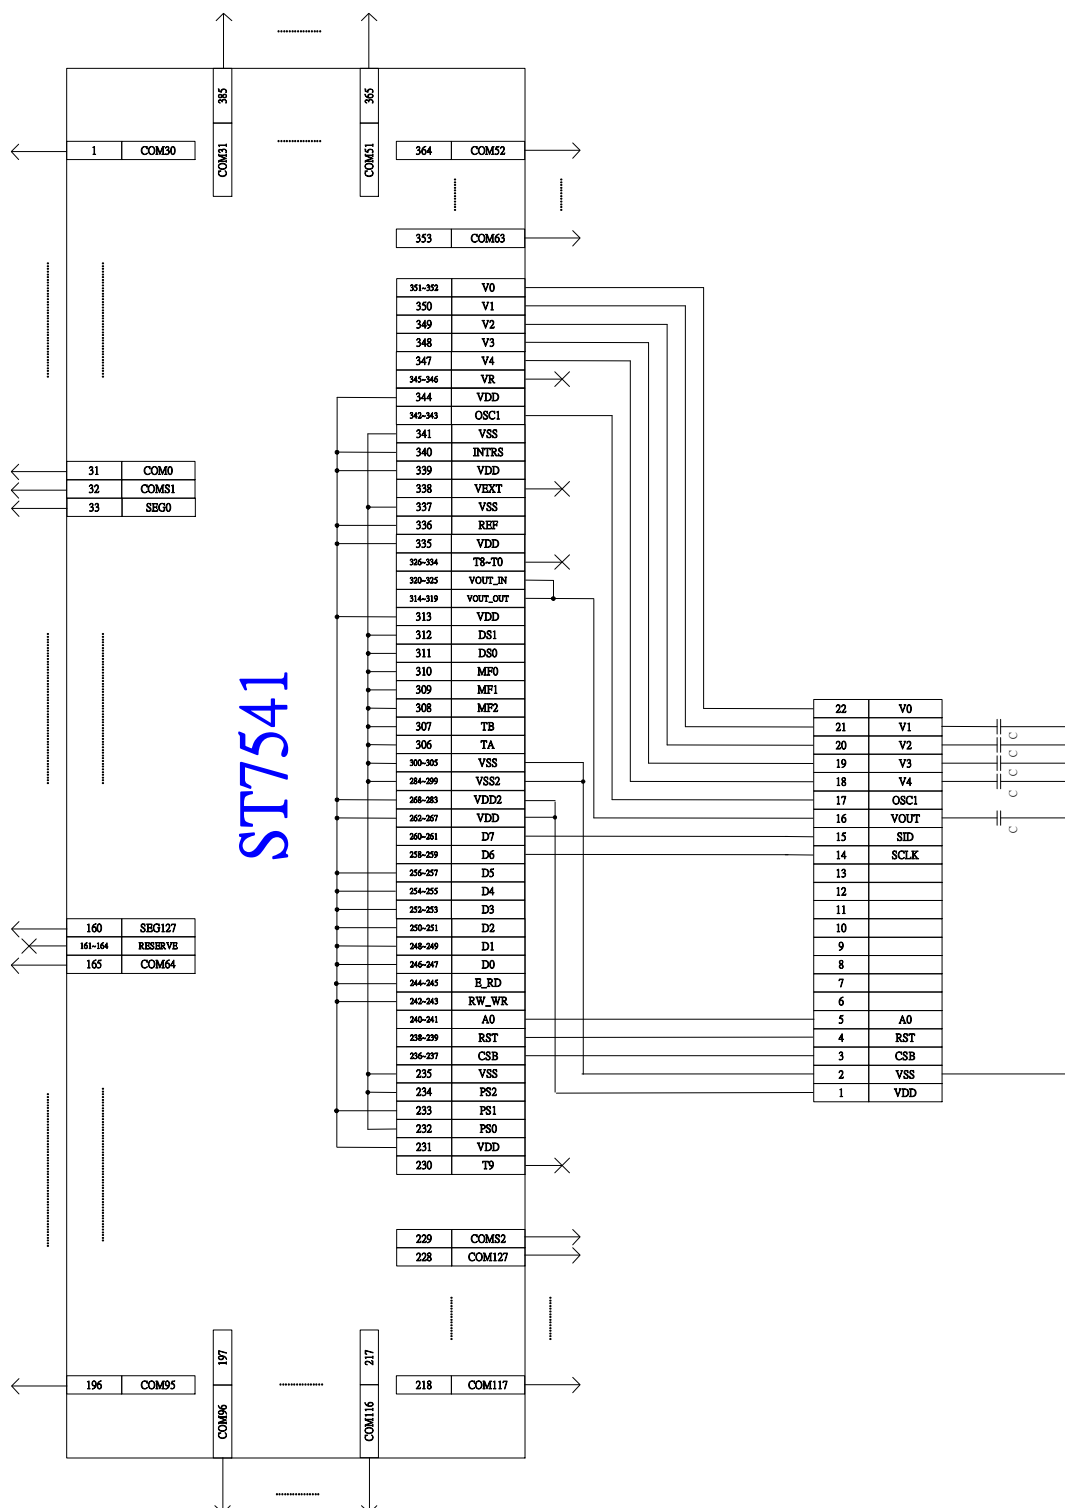 385
365
1 COM30
COM31
COM51
364 COM52
353 COM63
351~352 V0
350 V1
349 V2
348 V3
347 V4
345~346 VR
344 VDD
342~343 OSC1
341 VSS
340 INTRS
339 VDD
338 VEXT
337 VSS
336 REF
335 VDD
326~334 T8~T0
320~325 VOUT_IN
314~319 VOUT_OUT
313 VDD
312 DS1
311 DS0
310 MF0
309 MF1
308 MF2
307 TB
306 TA
300~305 VSS
284~299 VSS2
268~283 VDD2
262~267 VDD
260~261 D7
258~259 D6
256~257 D5
254~255 D4
252~253 D3
250~251 D2
248~249 D1
246~247 D0
244~245 E_RD
242~243 RW_WR
240~241 A0
238~239 RST
236~237 CSB
235 VSS
234 PS2
233 PS1
232 PS0
231 VDD
230 T9
229 COMS2
228 COM127
218 COM117
31 COM0
32 COMS1
33 SEG0
ST7541
160 SEG127
161~164 RESERVE
165 COM64
196 COM95
197
COM96
217
COM116
22 V0
21 V1
C
20 V2
C
19 V3
C
18 V4
C
17 OSC1
16 VOUT
C
15 SID
14 SCLK
13
12
11
10
9
8
7
6
5 A0
4 RST
3 CSB
2 VSS
1 VDD